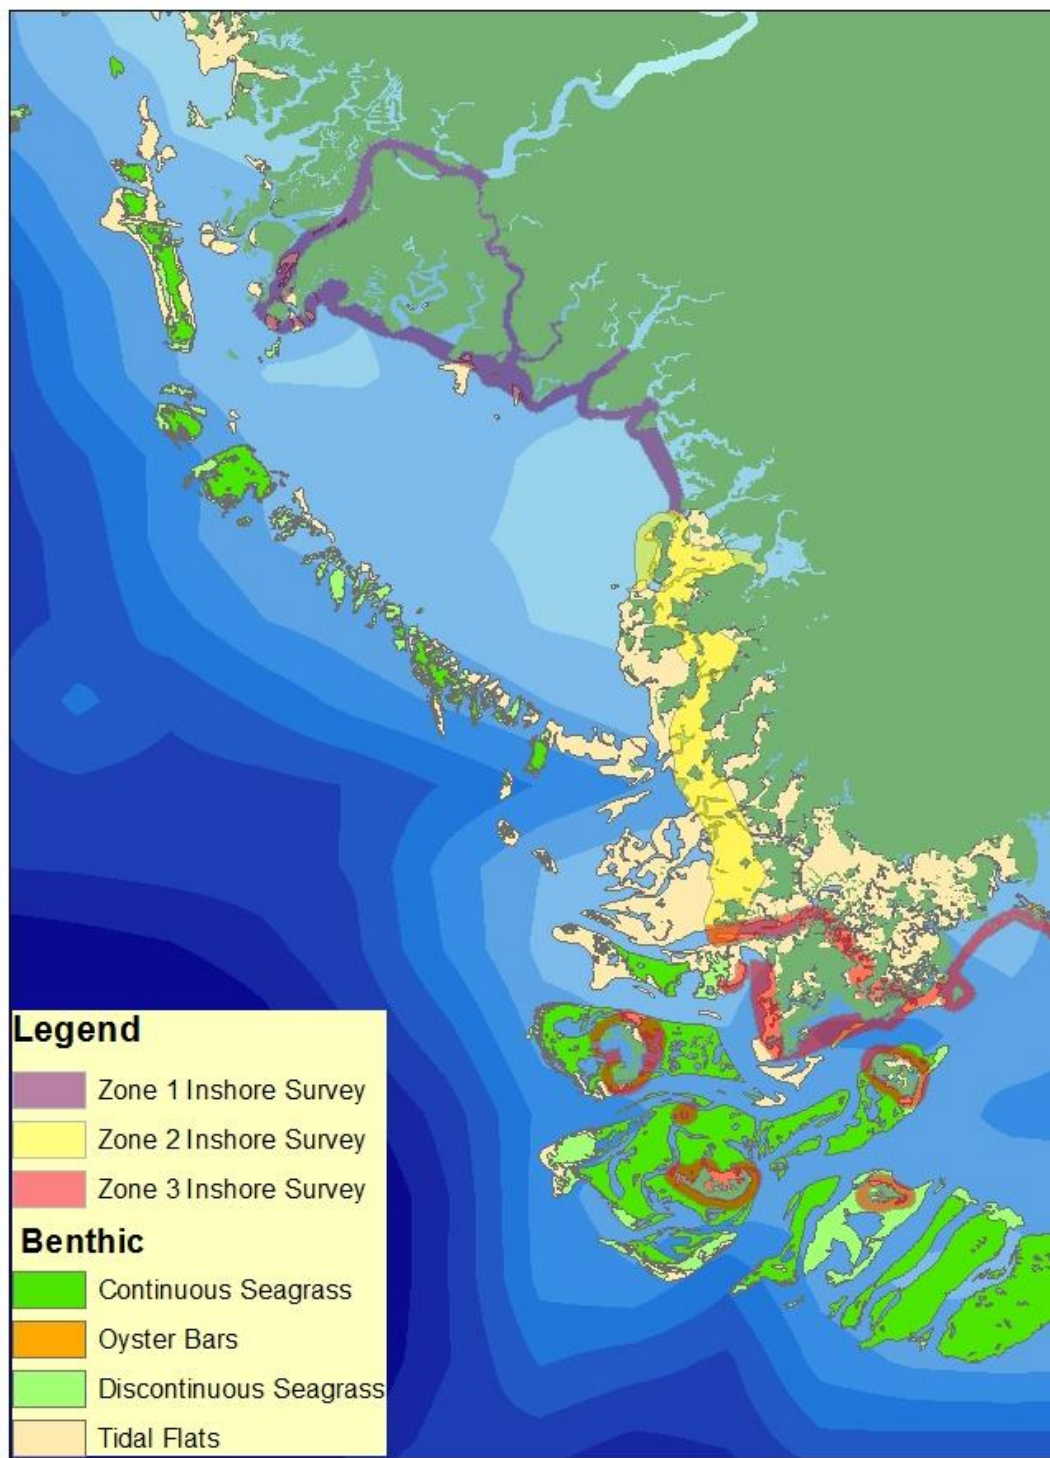 Legend
Zone 1 Inshore Survey
Zone 2 Inshore Survey
Zone 3 Inshore Survey
Benthic
Continuous Seagrass
Oyster Bars
Discontinuous Seagrass
Tidal Flats